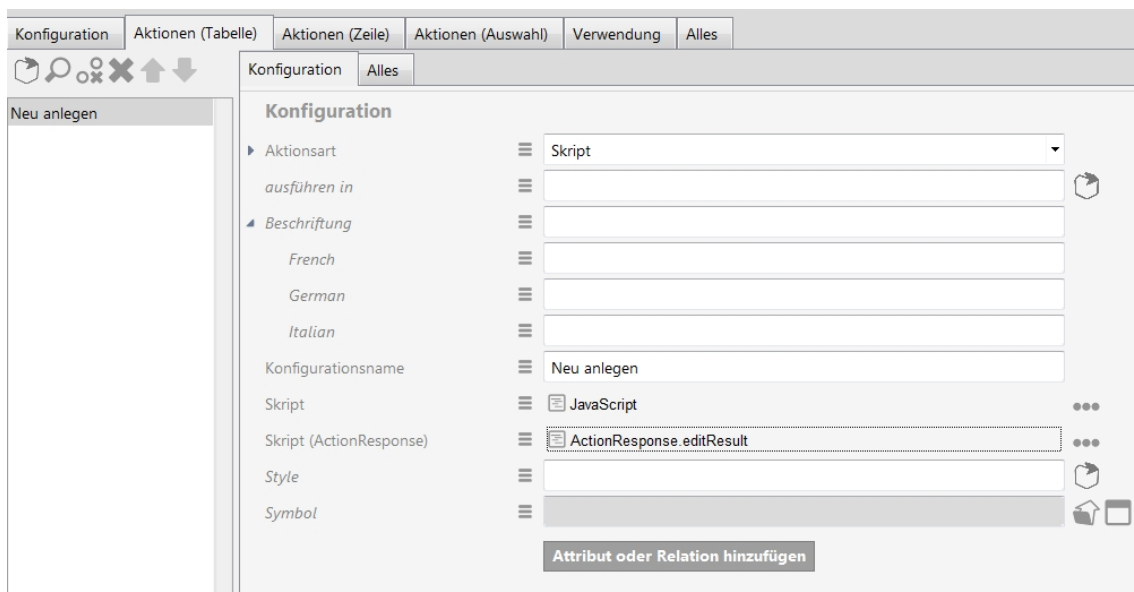 Konfiguration Aktionen (Tabelle) Aktionen (Zeile) Aktionen (Auswahl) Verwendung Alles
Konfiguration Alles
Neu anlegen
Konfiguration
Aktionsart Skript
ausführen in
Beschriftung
French
German
Italian
Konfigurationsname Neu anlegen
Skript JavaScript
Skript (ActionResponse) ActionResponse.editResult
Style
Symbol
Attribut oder Relation hinzufügen